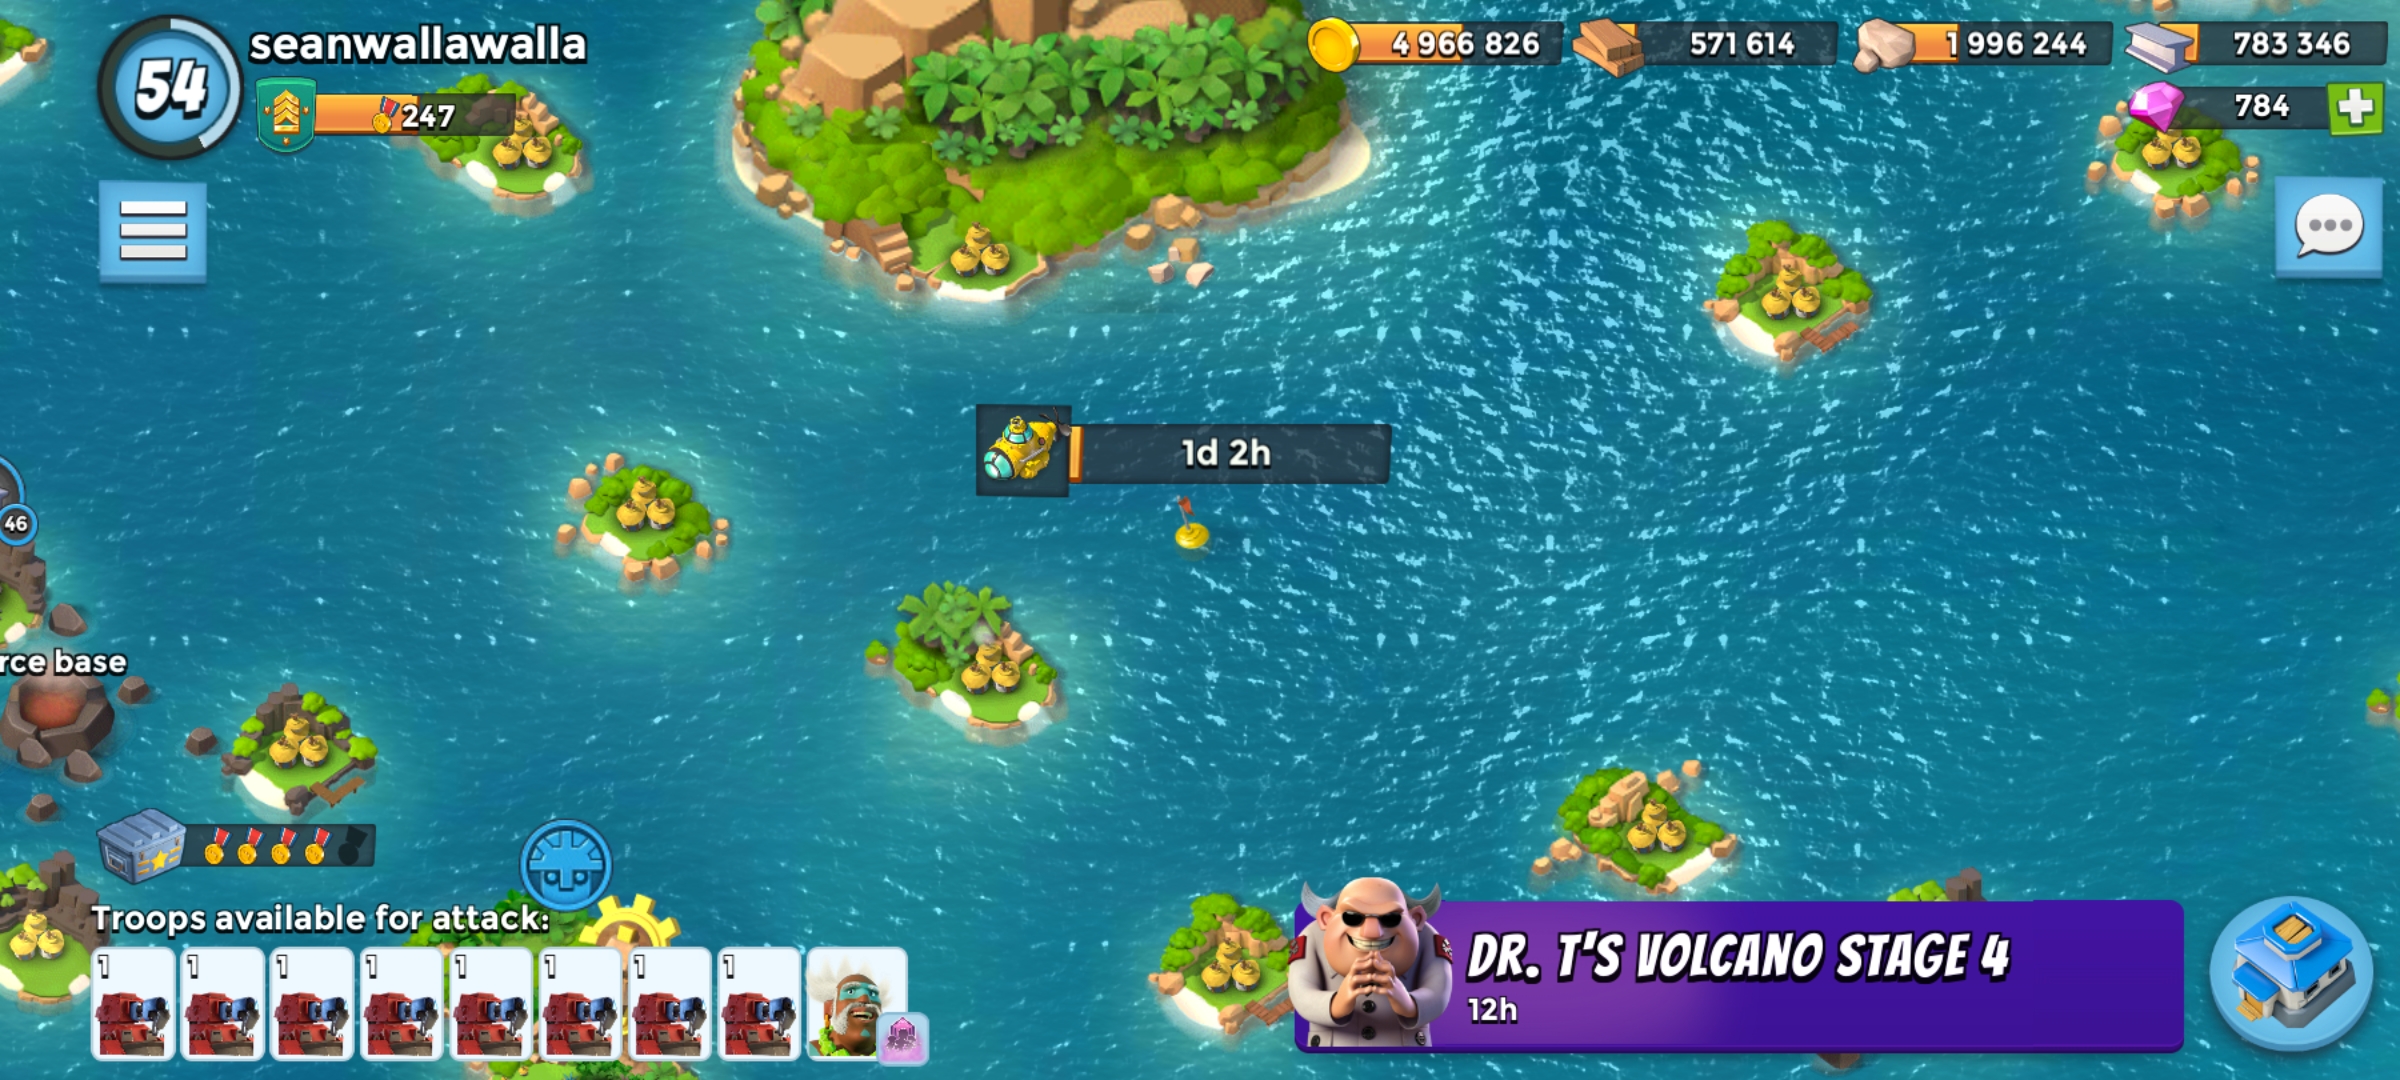 54
seanwallawalla
247
4 966 826
571 614
1 996 244
783 346
784
1d 2h
46
rce base
Troops available for attack:
1
1
1
1
1
1
1
1
DR. T'S VOLCANO STAGE 4
12h